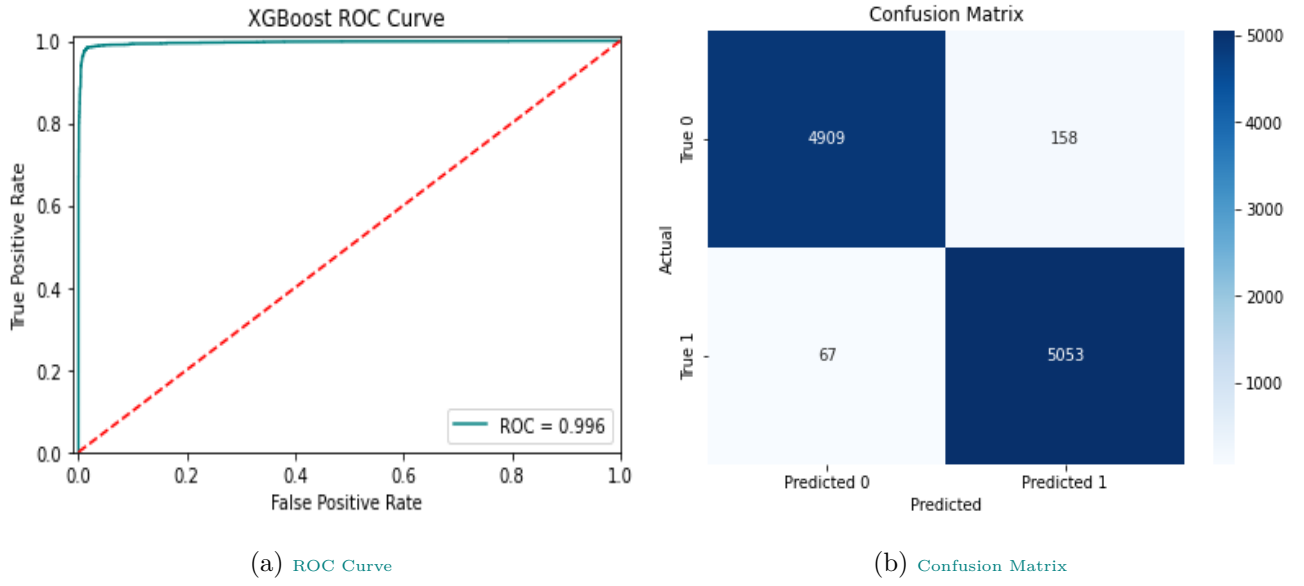 XGBoost ROC Curve
True Positive Rate
1.0
0.8
0.6
0.4
0.2
0.0
ROC = 0.996
0.0 0.2 0.4 0.6 0.8 1.0
False Positive Rate
(a) ROC Curve
Confusion Matrix
Actual
True 0
4909 158
True 1
67 5053
Predicted 0 Predicted 1
Predicted
5000
4000
3000
2000
1000
(b) Confusion Matrix